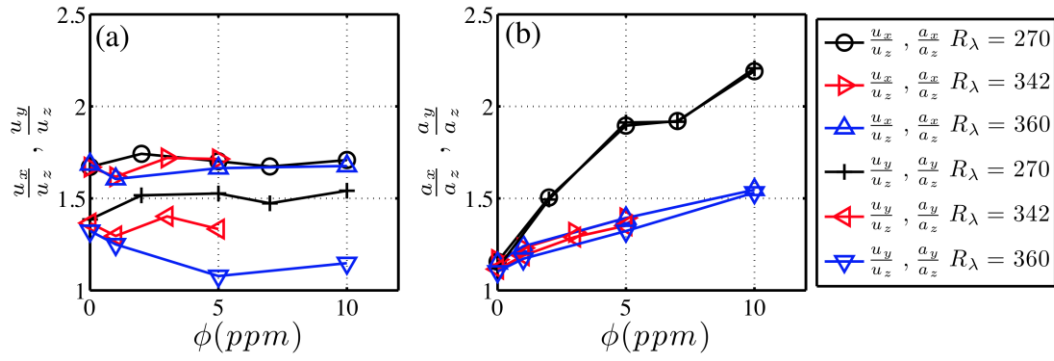 (a)
2.5
2
1.5
1
0 5 10
ϕ(ppm)
u_x/u_z , u_y/u_z
(b)
2.5
2
1.5
1
0 5 10
ϕ(ppm)
a_x/a_z , a_y/a_z
u_x/u_z , a_x/a_z R_λ = 270
u_x/u_z , a_x/a_z R_λ = 342
u_x/u_z , a_x/a_z R_λ = 360
u_y/u_z , a_y/a_z R_λ = 270
u_y/u_z , a_y/a_z R_λ = 342
u_y/u_z , a_y/a_z R_λ = 360